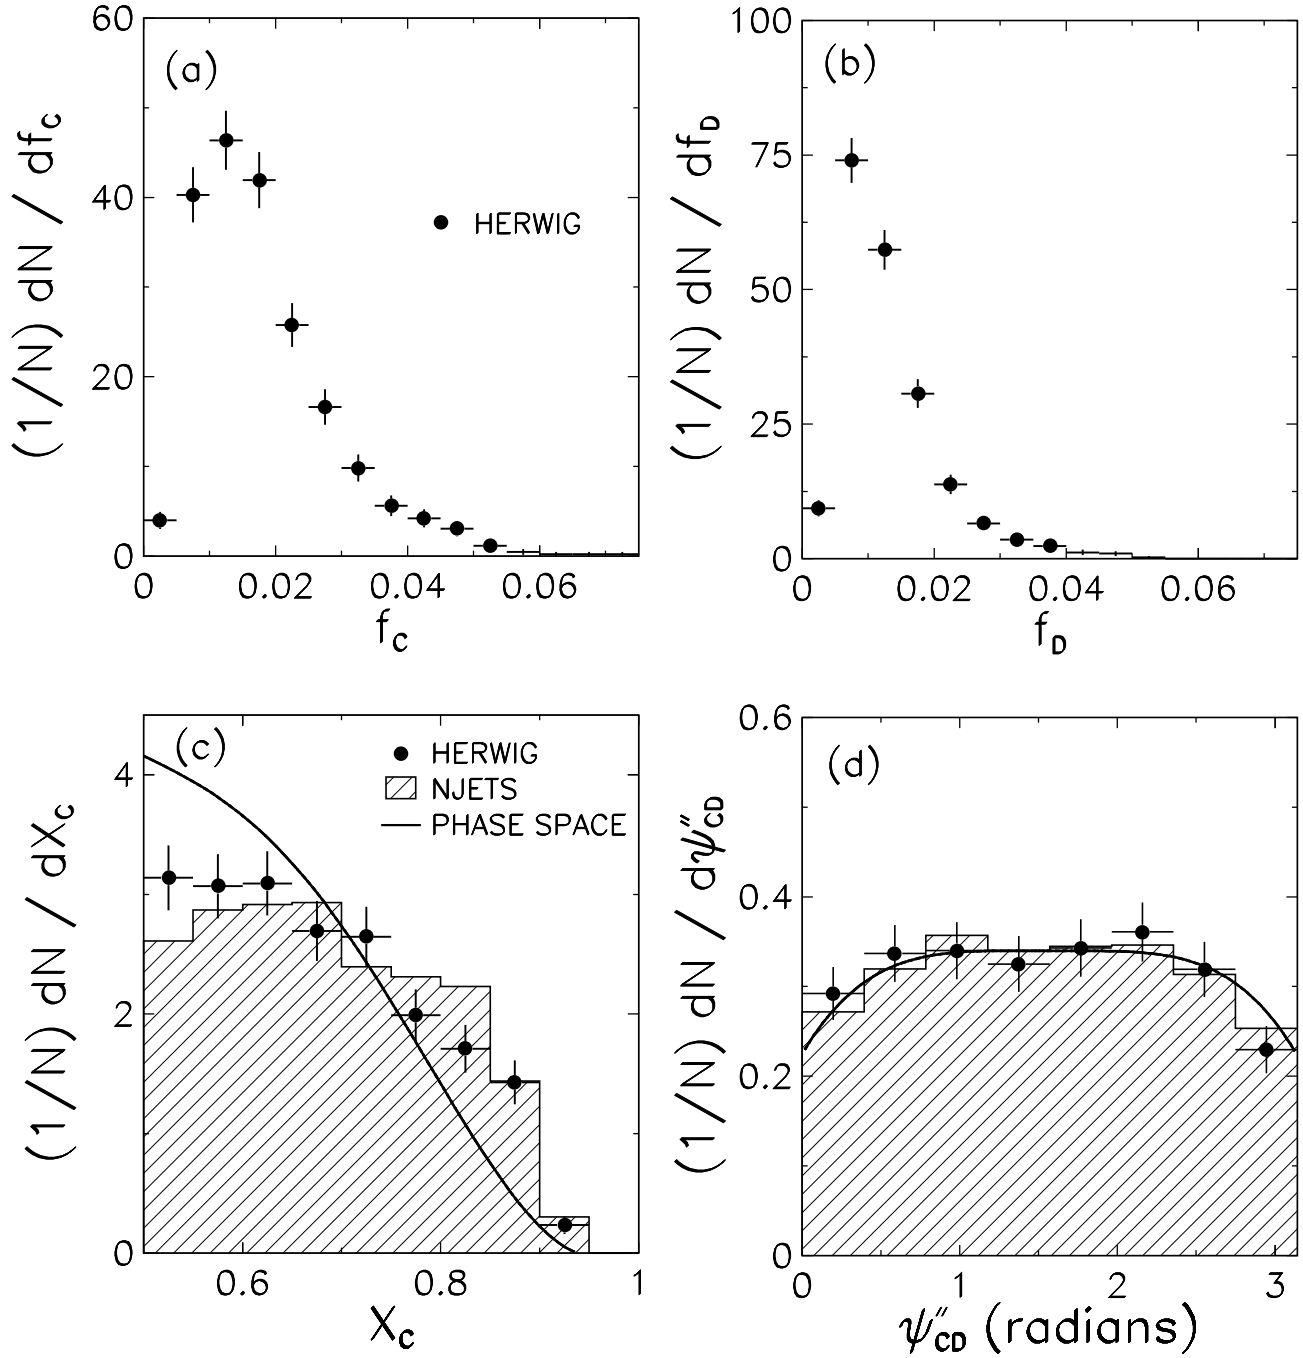 (a)
HERWIG
(1/N) dN / df_C
60
40
20
0
0 0.02 0.04 0.06
f_C
(b)
(1/N) dN / df_D
100
75
50
25
0
0 0.02 0.04 0.06
f_D
(c)
HERWIG
NJETS
PHASE SPACE
(1/N) dN / dX_C
4
2
0
0.6 0.8 1
X_C
(d)
(1/N) dN / dψ″_CD
0.6
0.4
0.2
0
0 1 2 3
ψ″_CD (radians)